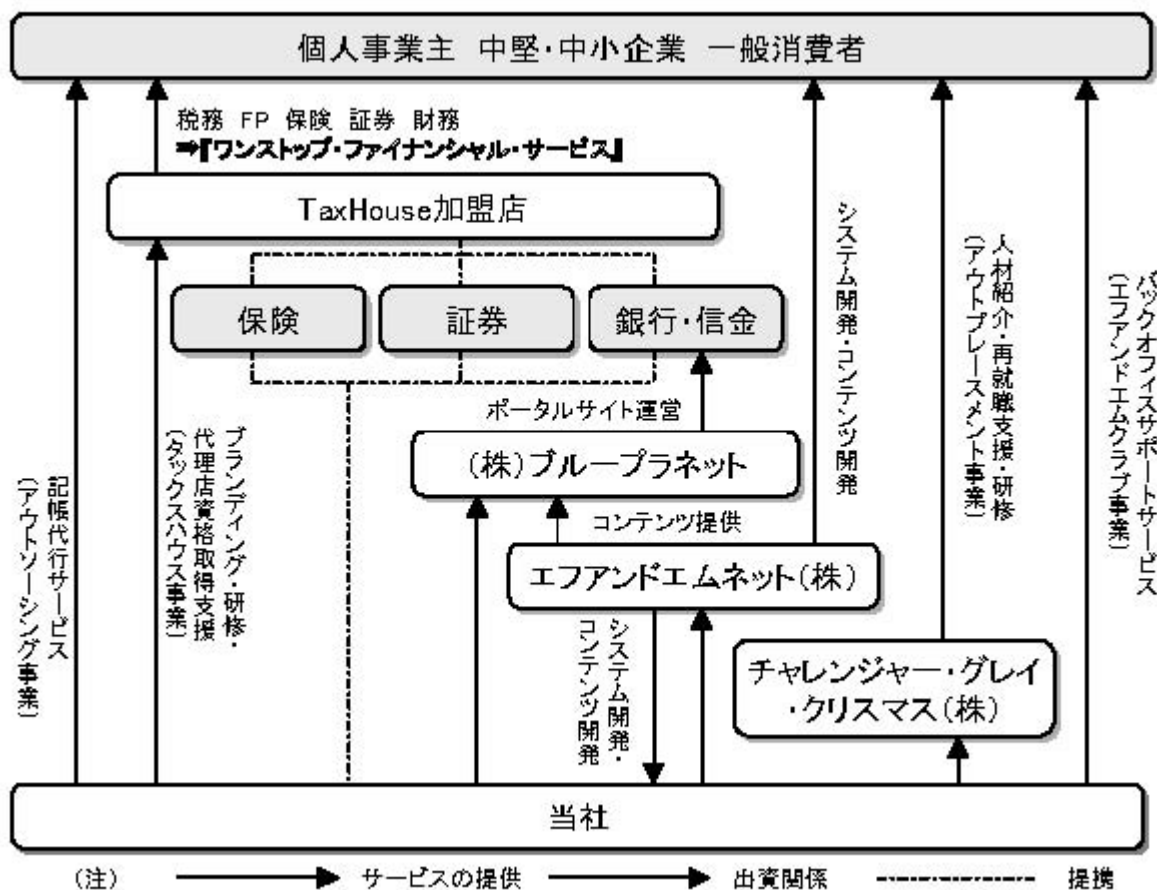 個人事業主 中堅・中小企業 一般消費者
税務 FP 保険 証券 財務
⇒『ワンストップ・ファイナンシャル・サービス』
TaxHouse加盟店
保険
証券
銀行・信金
ポータルサイト運営
(株)ブループラネット
コンテンツ提供
エフアンドエムネット(株)
チャレンジャー・グレイ
・クリスマス(株)
記帳代行サービス
(アウトソーシング事業)
ブランディング・研修・
代理店資格取得支援
(タックスハウス事業)
システム開発・
コンテンツ開発
システム開発・コンテンツ開発
人材紹介・再就職支援・研修
(アウトプレースメント事業)
バックオフィスサポートサービス
(エフアンドエムクラブ事業)
当社
(注) サービスの提供 出資関係 提携